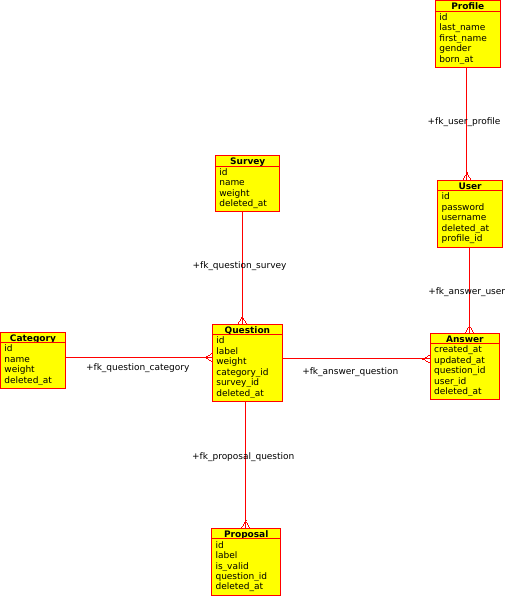 Profile
id
last_name
first_name
gender
born_at
+fk_user_profile
Survey
id
name
weight
deleted_at
User
id
password
username
deleted_at
profile_id
+fk_question_survey
+fk_answer_user
Category
id
name
weight
deleted_at
+fk_question_category
Question
id
label
weight
category_id
survey_id
deleted_at
+fk_answer_question
Answer
created_at
updated_at
question_id
user_id
deleted_at
+fk_proposal_question
Proposal
id
label
is_valid
question_id
deleted_at